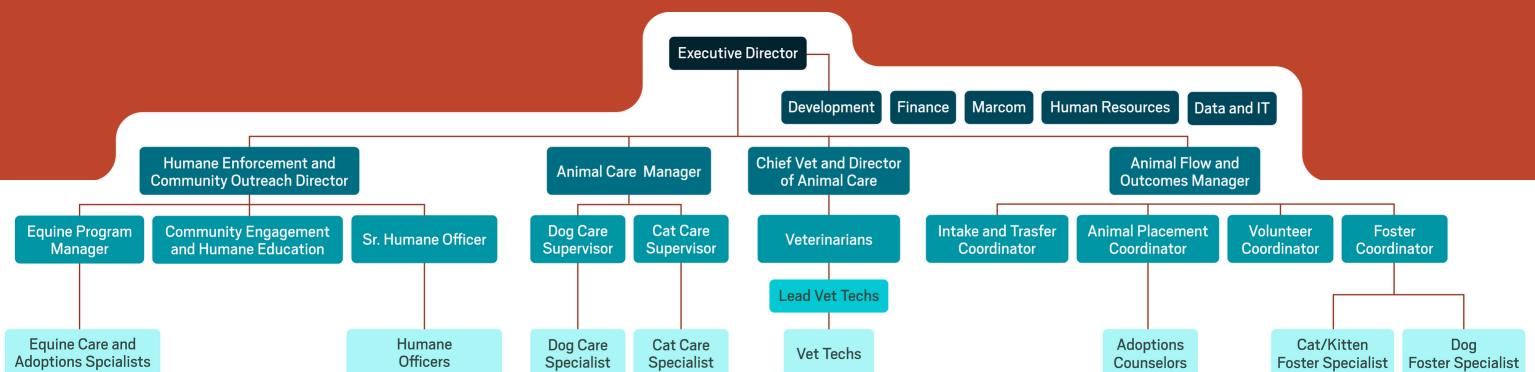 Executive Director
Development
Finance
Marcom
Human Resources
Data and IT
Humane Enforcement and
Community Outreach Director
Animal Care Manager
Chief Vet and Director
of Animal Care
Animal Flow and
Outcomes Manager
Equine Program
Manager
Community Engagement
and Humane Education
Sr. Humane Officer
Dog Care
Supervisor
Cat Care
Supervisor
Veterinarians
Intake and Trasfer
Coordinator
Animal Placement
Coordinator
Volunteer
Coordinator
Foster
Coordinator
Lead Vet Techs
Equine Care and
Adoptions Spcialists
Humane
Officers
Dog Care
Specialist
Cat Care
Specialist
Vet Techs
Adoptions
Counselors
Cat/Kitten
Foster Specialist
Dog
Foster Specialist